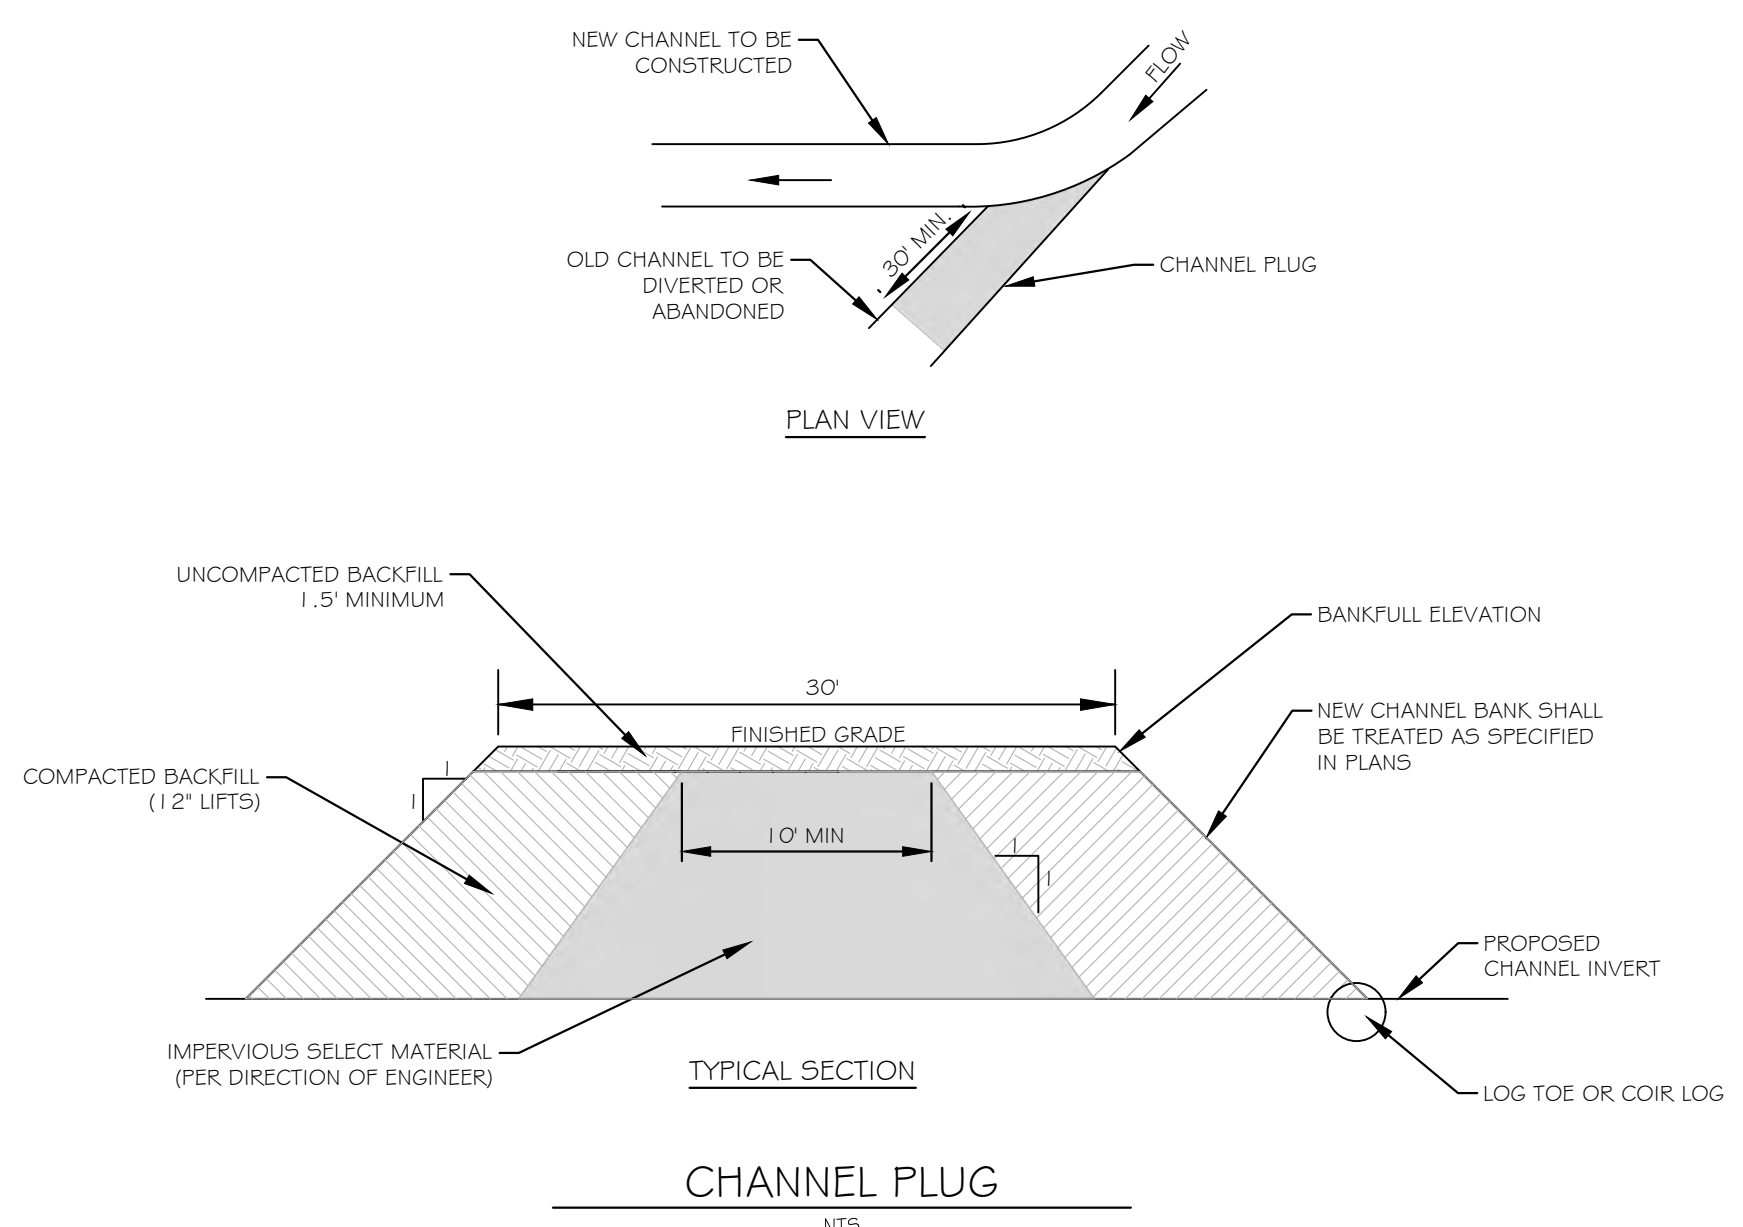 NEW CHANNEL TO BE
CONSTRUCTED
FLOW
30' MIN.
OLD CHANNEL TO BE
DIVERTED OR
ABANDONED
CHANNEL PLUG
PLAN VIEW
UNCOMPACTED BACKFILL
1.5' MINIMUM
BANKFULL ELEVATION
30'
NEW CHANNEL BANK SHALL
BE TREATED AS SPECIFIED
IN PLANS
FINISHED GRADE
COMPACTED BACKFILL
(12" LIFTS)
1
1
10' MIN
1
1
PROPOSED
CHANNEL INVERT
IMPERVIOUS SELECT MATERIAL
(PER DIRECTION OF ENGINEER)
TYPICAL SECTION
LOG TOE OR COIR LOG
CHANNEL PLUG
NTS